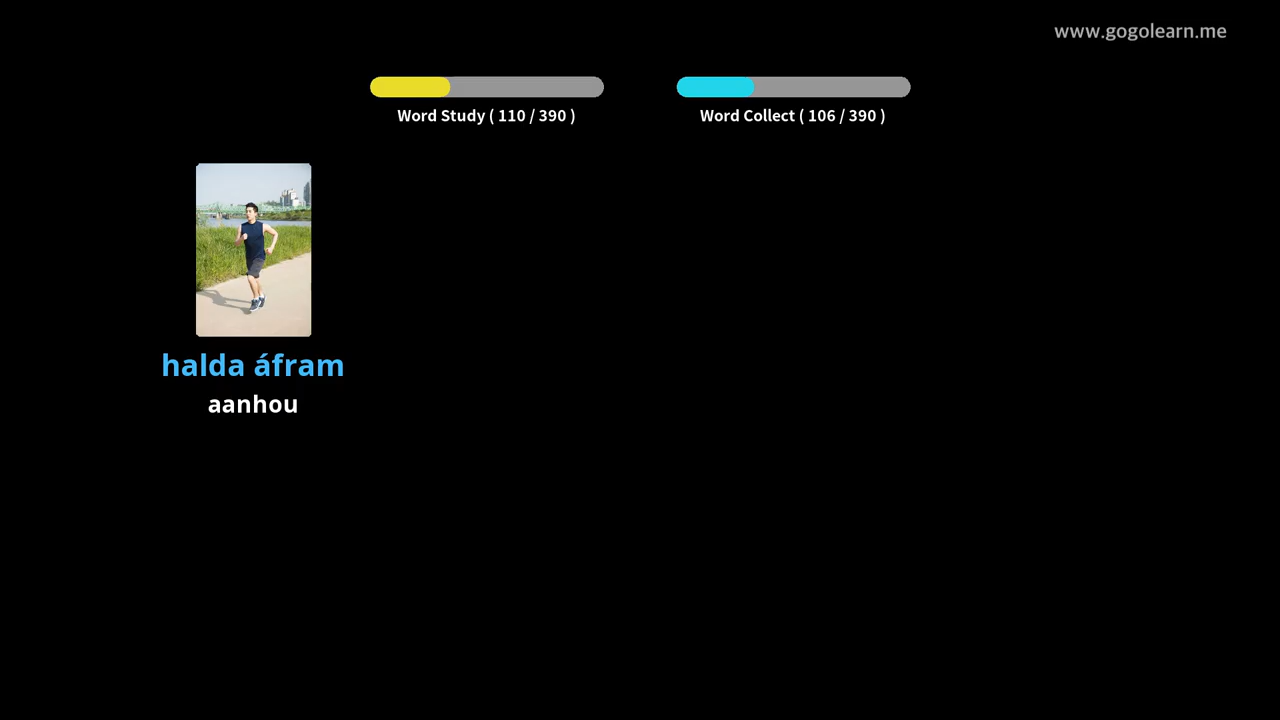 www.gogolearn.me
Word Study ( 110 / 390 )
Word Collect ( 106 / 390 )
halda áfram
aanhou